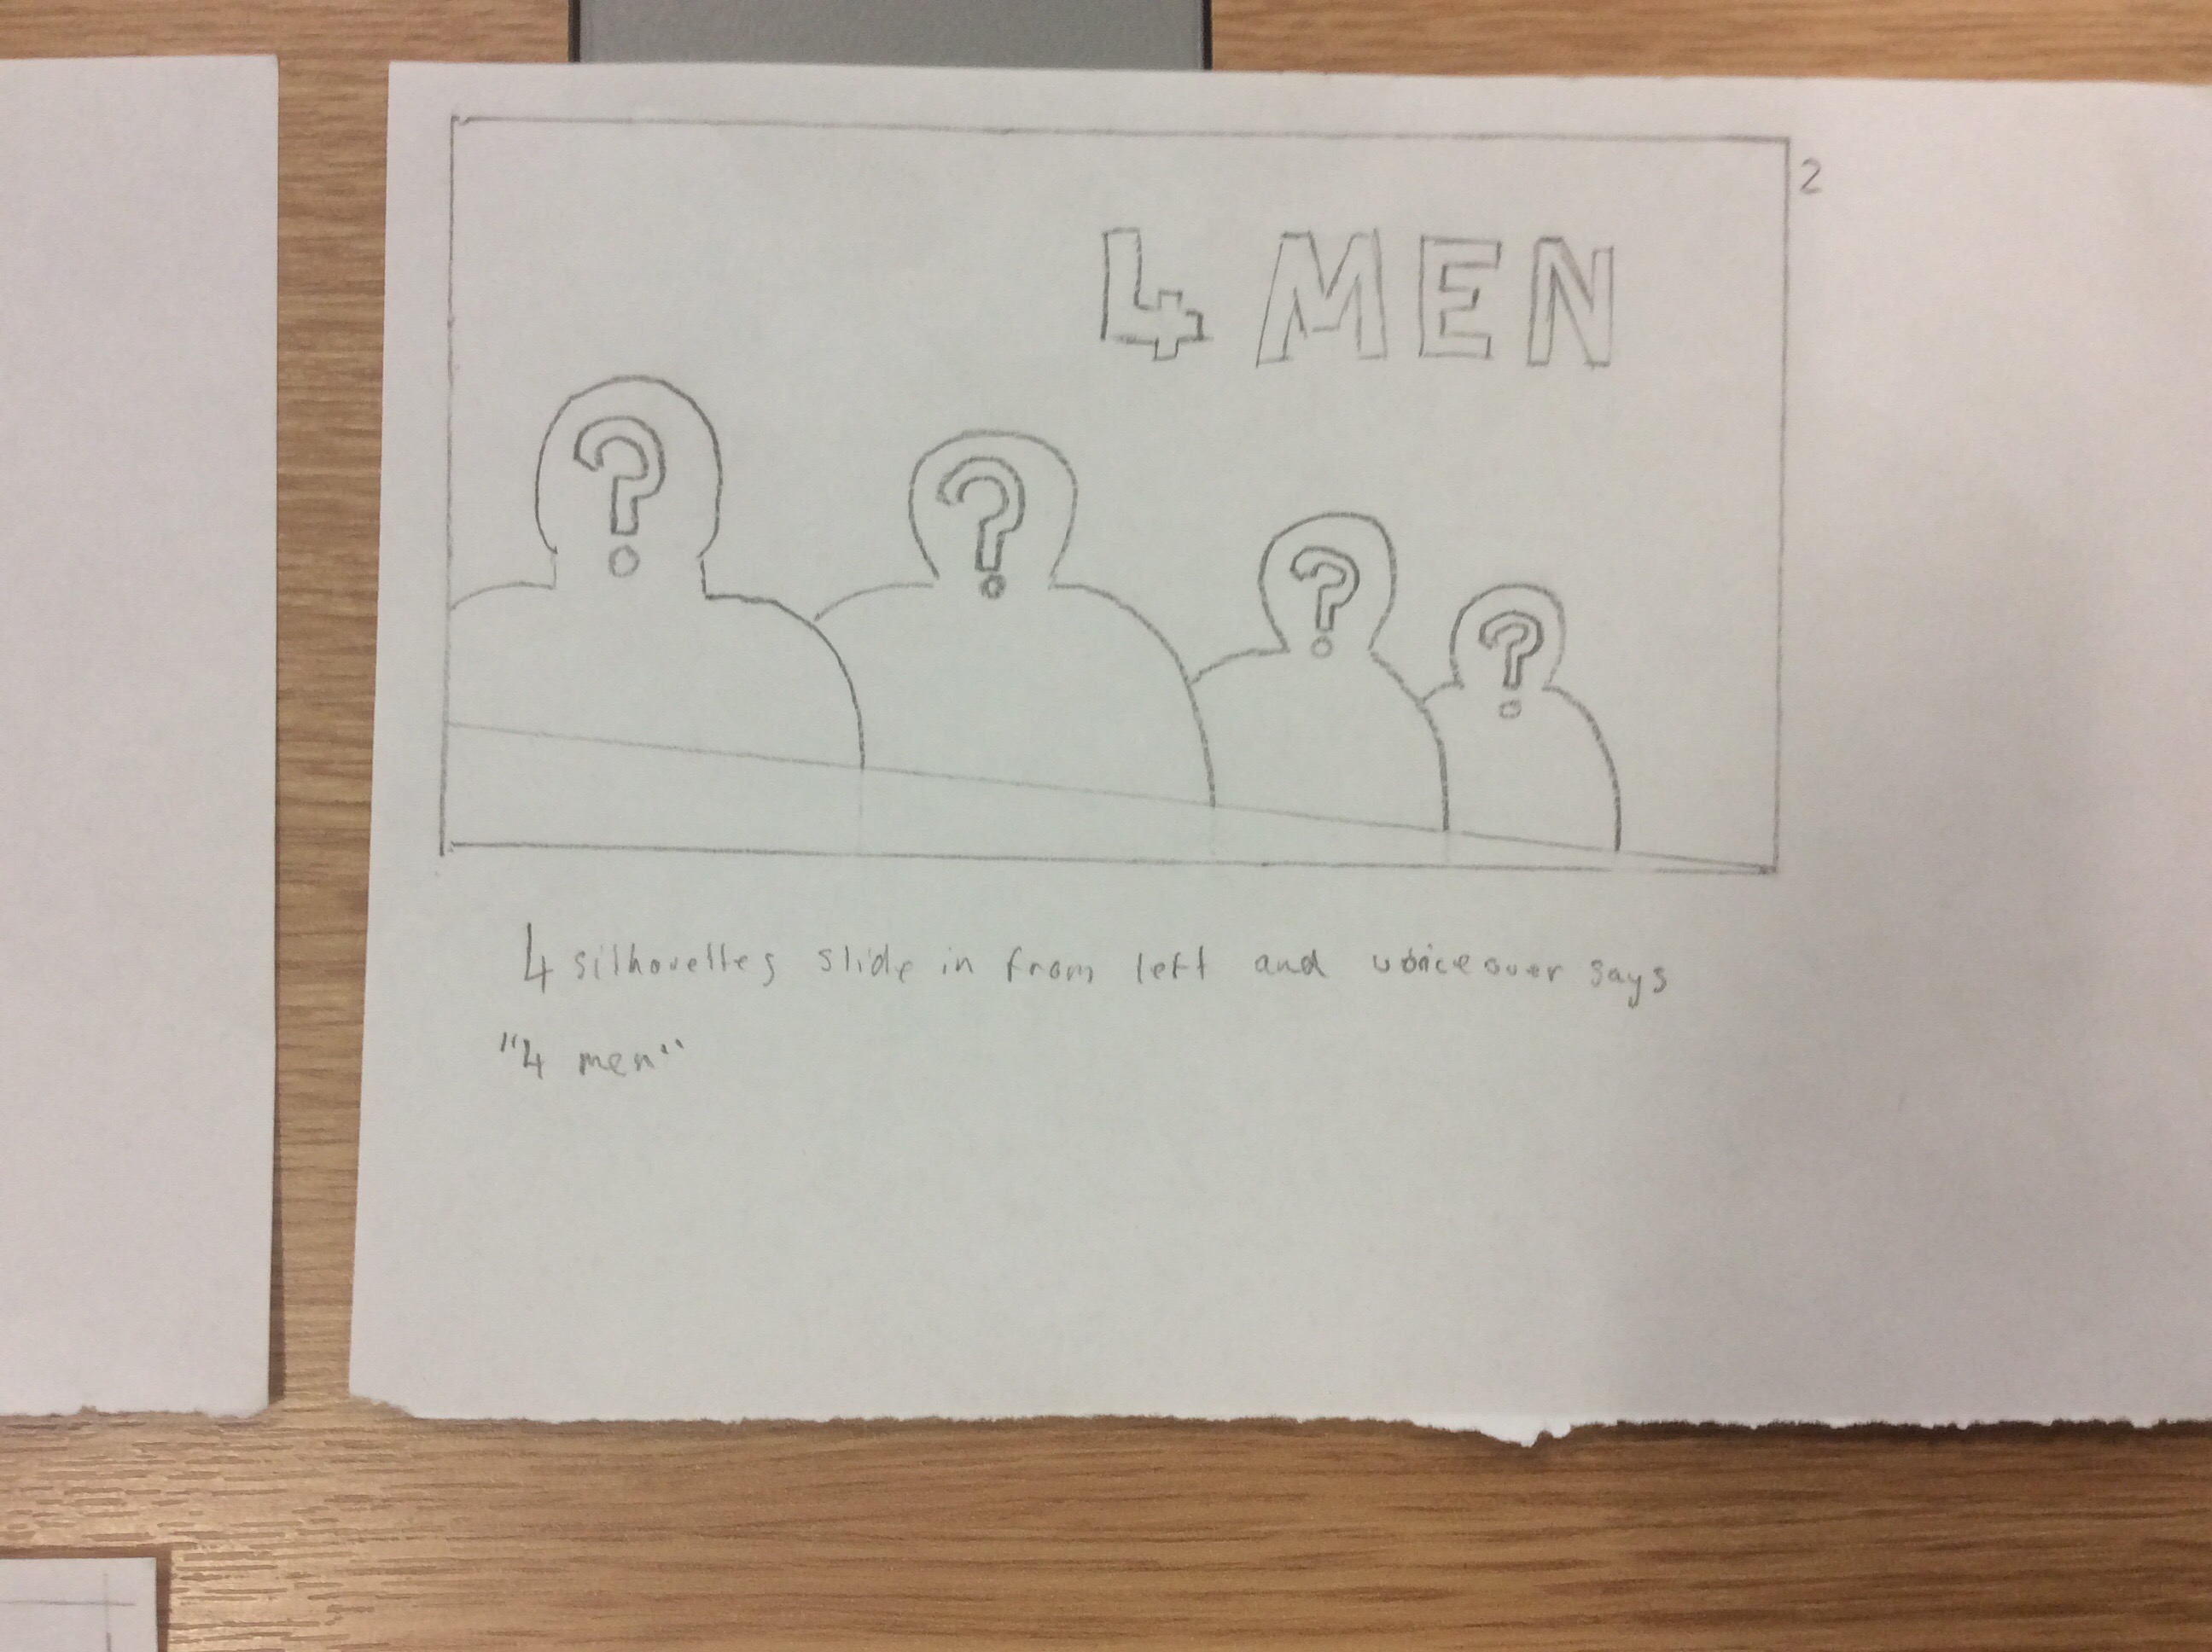 2
4 MEN
? ? ? ?
4 silhouettes slide in from left and voiceover says
"4 men"